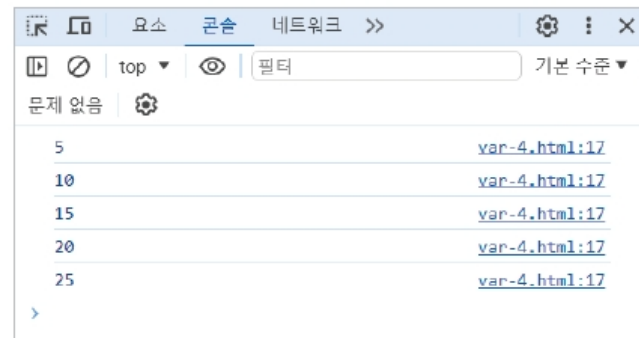 요소 콘솔 네트워크 >>
top ▼ 필터 기본 수준 ▼
문제 없음
5 var-4.html:17
10 var-4.html:17
15 var-4.html:17
20 var-4.html:17
25 var-4.html:17
>